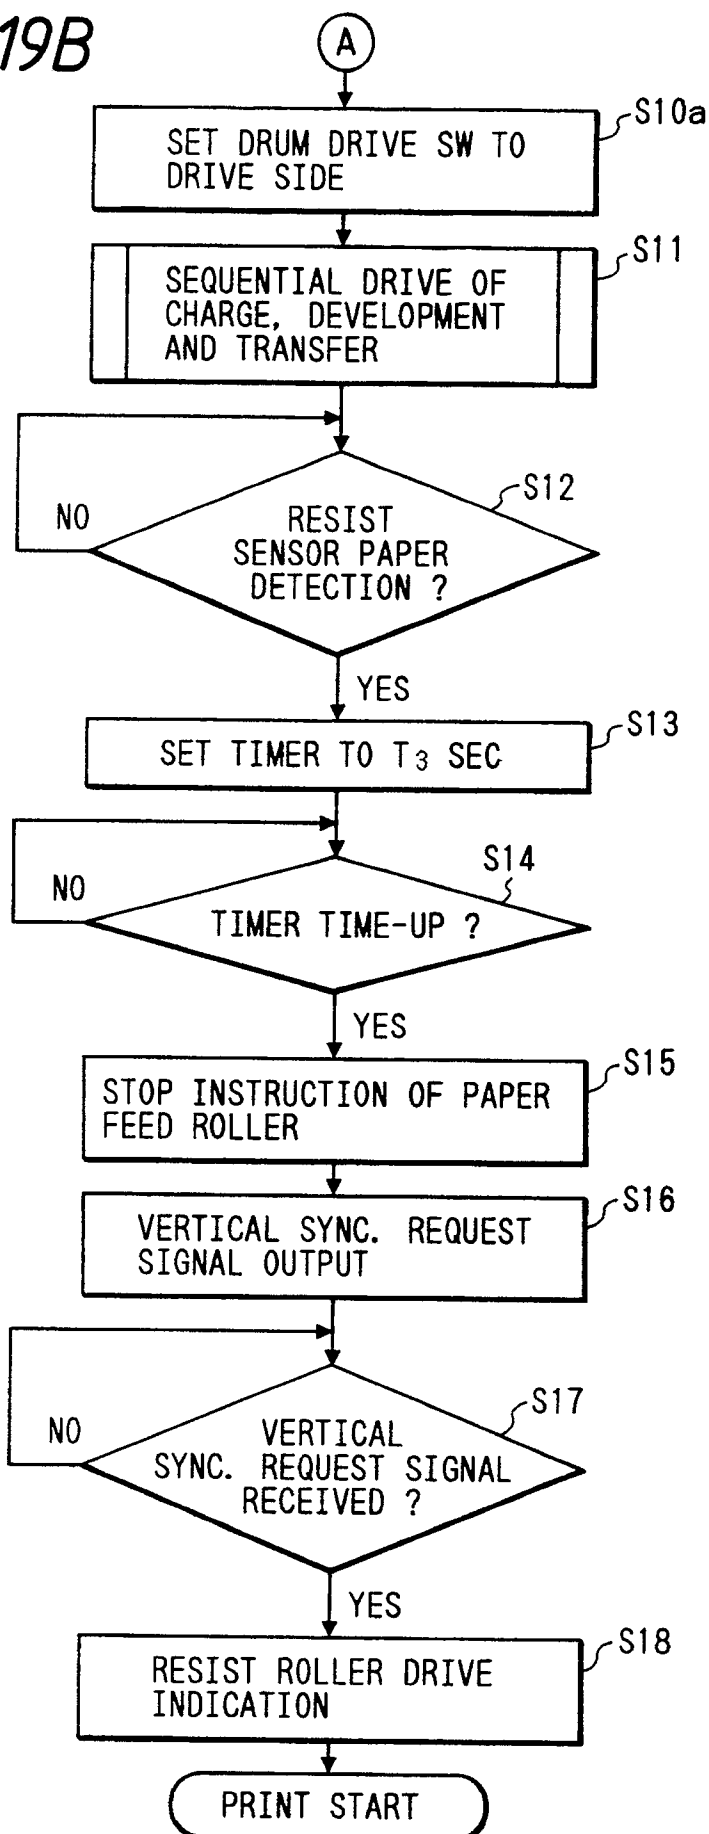 19B
A
S10a
SET DRUM DRIVE SW TO
DRIVE SIDE
S11
SEQUENTIAL DRIVE OF
CHARGE, DEVELOPMENT
AND TRANSFER
S12
NO
RESIST
SENSOR PAPER
DETECTION ?
YES
S13
SET TIMER TO T3 SEC
S14
NO
TIMER TIME-UP ?
YES
S15
STOP INSTRUCTION OF PAPER
FEED ROLLER
S16
VERTICAL SYNC. REQUEST
SIGNAL OUTPUT
S17
NO
VERTICAL
SYNC. REQUEST SIGNAL
RECEIVED ?
YES
S18
RESIST ROLLER DRIVE
INDICATION
PRINT START